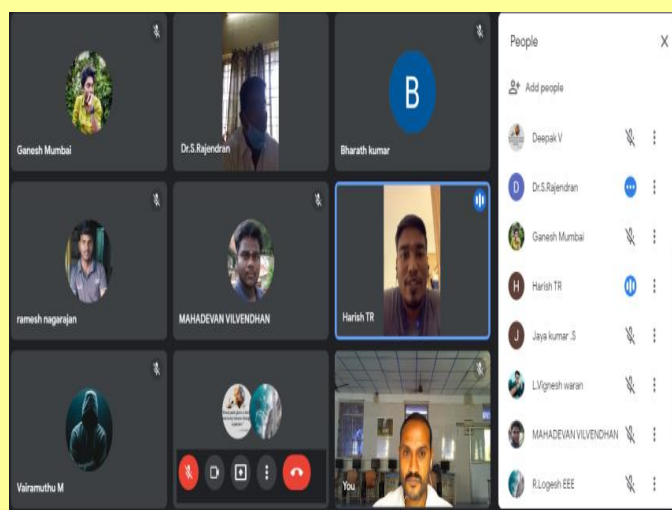 Ganesh Mumbai
Dr.S.Rajendran
B
Bharath kumar
ramesh nagarajan
MAHADEVAN VILVENDHAN
Harish TR
Vairamuthu M
You
People
X
Add people
Deepak V
D
Dr.S.Rajendran
Ganesh Mumbai
H
Harish TR
J
Jaya kumar .S
L.Vignesh waran
MAHADEVAN VILVENDHAN
R.Logesh EEE